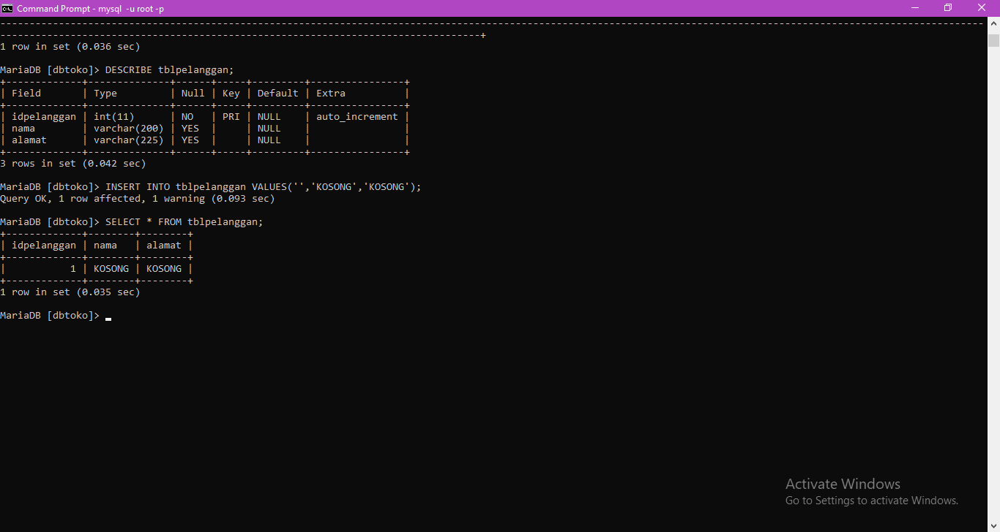 Command Prompt - mysql -u root -p
--------------------------------------------------------------------------------------------------------------------------------------------------------------------------
----------------------------------------------------------------------------------+
1 row in set (0.036 sec)
MariaDB [dbtoko]> DESCRIBE tblpelanggan;
+-------------+--------------+------+-----+---------+----------------+
| Field       | Type         | Null | Key | Default | Extra          |
+-------------+--------------+------+-----+---------+----------------+
| idpelanggan | int(11)      | NO   | PRI | NULL    | auto_increment |
| nama        | varchar(200) | YES  |     | NULL    |                |
| alamat      | varchar(225) | YES  |     | NULL    |                |
+-------------+--------------+------+-----+---------+----------------+
3 rows in set (0.042 sec)
MariaDB [dbtoko]> INSERT INTO tblpelanggan VALUES('','KOSONG','KOSONG');
Query OK, 1 row affected, 1 warning (0.093 sec)
MariaDB [dbtoko]> SELECT * FROM tblpelanggan;
+-------------+--------+--------+
| idpelanggan | nama   | alamat |
+-------------+--------+--------+
|           1 | KOSONG | KOSONG |
+-------------+--------+--------+
1 row in set (0.035 sec)
MariaDB [dbtoko]>
Activate Windows
Go to Settings to activate Windows.